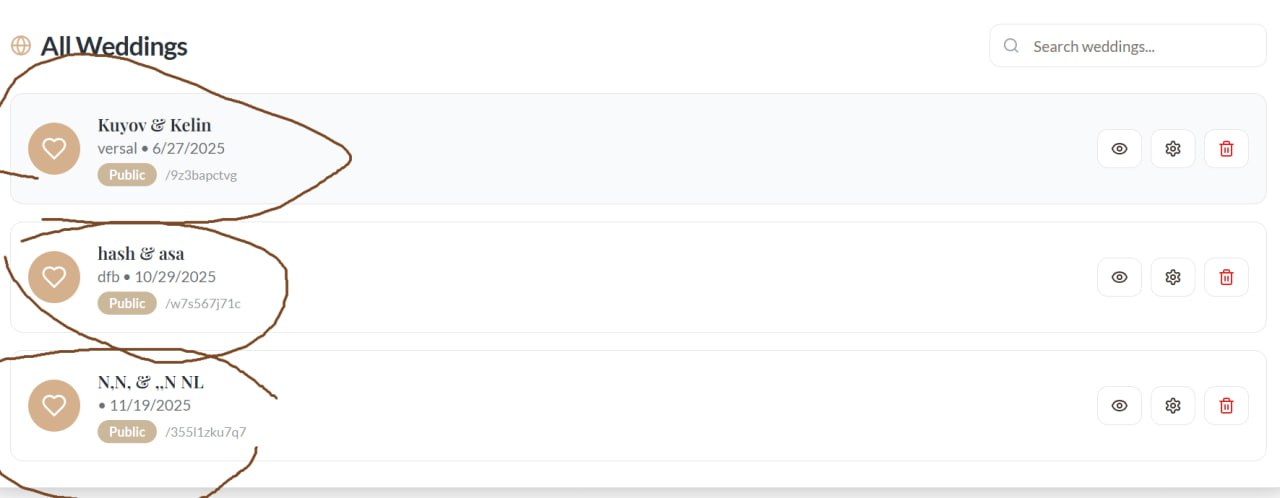 All Weddings
Search weddings...
Kuyov & Kelin
versal • 6/27/2025
Public /9z3bapctvg
hash & asa
dfb • 10/29/2025
Public /w7s567j71c
N,N, & ,,N NL
• 11/19/2025
Public /355l1zku7q7